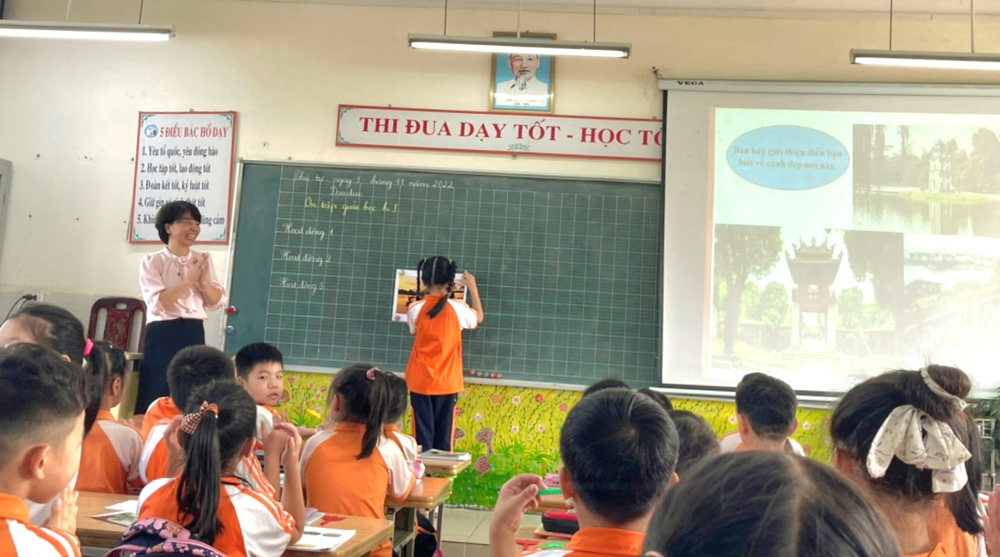 VEGA
THI ĐUA DẠY TỐT - HỌC TỐ
5 ĐIỀU BÁC HỒ DẠY
1. Yêu tổ quốc, yêu đồng bào
2. Học tập tốt, lao động tốt
3. Đoàn kết tốt, kỷ luật tốt
4. Giữ gìn vệ sinh thật tốt
5. Khiêm dũng cảm
Thứ tư ngày 9 tháng 11 năm 2022
Đạo đức
Ôn tập giữa học kì I
Hoạt động 1
Hoạt động 2
Hoạt động 3
Bạn hãy giới thiệu điều bạn
biết về cảnh đẹp nơi này.